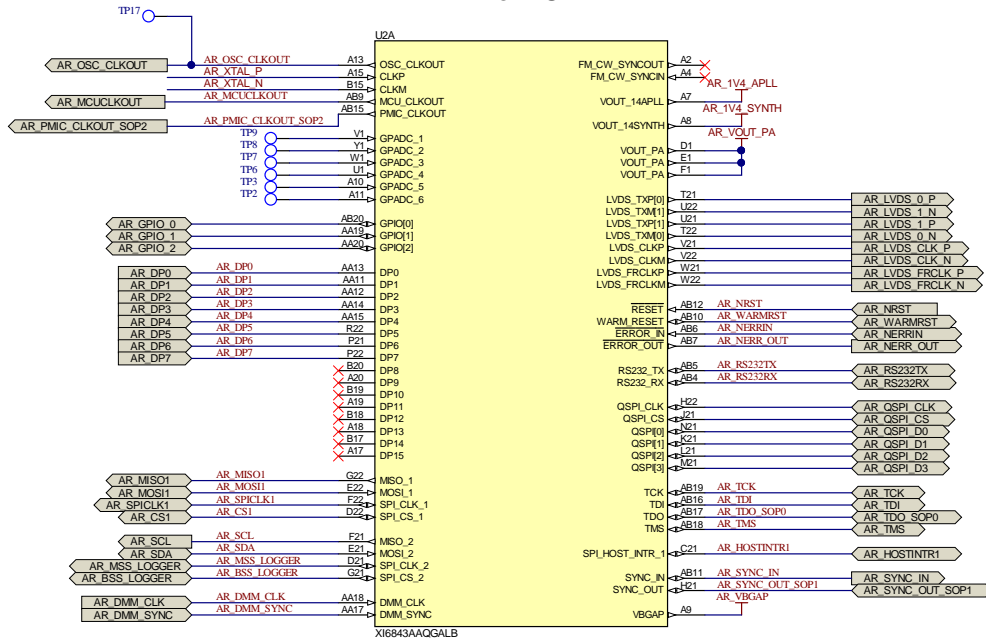 TP17
U2A
AR_OSC_CLKOUT AR_OSC_CLKOUT A13 OSC_CLKOUT FM_CW_SYNCOUT A2
AR_XTAL_P A15 CLKP FM_CW_SYNCIN A4
AR_XTAL_N B15 CLKM AR_1V4_APLL
AR_MCUCLKOUT AR_MCUCLKOUT AB9 MCU_CLKOUT VOUT_14APLL A7
AR_PMIC_CLKOUT_SOP2 AR_PMIC_CLKOUT_SOP2 AB15 PMIC_CLKOUT AR_1V4_SYNTH
VOUT_14SYNTH A8
TP9 V1 GPADC_1 AR_VOUT_PA
TP8 Y1 GPADC_2 VOUT_PA D1
TP7 W1 GPADC_3 VOUT_PA E1
TP6 U1 GPADC_4 VOUT_PA F1
TP3 A10 GPADC_5
TP2 A11 GPADC_6 LVDS_TXP[0] T21 AR_LVDS_0_P
LVDS_TXM[1] U22 AR_LVDS_1_N
AR_GPIO_0 AB20 GPIO[0] LVDS_TXP[1] U21 AR_LVDS_1_P
AR_GPIO_1 AA19 GPIO[1] LVDS_TXM[0] T22 AR_LVDS_0_N
AR_GPIO_2 AA20 GPIO[2] LVDS_CLKP V21 AR_LVDS_CLK_P
LVDS_CLKM V22 AR_LVDS_CLK_N
AR_DP0 AR_DP0 AA13 DP0 LVDS_FRCLKP W21 AR_LVDS_FRCLK_P
AR_DP1 AR_DP1 AA11 DP1 LVDS_FRCLKM W22 AR_LVDS_FRCLK_N
AR_DP2 AR_DP2 AA12 DP2
AR_DP3 AR_DP3 AA14 DP3 RESET AB12 AR_NRST AR_NRST
AR_DP4 AR_DP4 AA15 DP4 WARM_RESET AB10 AR_WARMRST AR_WARMRST
AR_DP5 AR_DP5 R22 DP5 ERROR_IN AB6 AR_NERRIN AR_NERRIN
AR_DP6 AR_DP6 P21 DP6 ERROR_OUT AB7 AR_NERR_OUT AR_NERR_OUT
AR_DP7 AR_DP7 P22 DP7
B20 DP8 RS232_TX AB5 AR_RS232TX AR_RS232TX
A20 DP9 RS232_RX AB4 AR_RS232RX AR_RS232RX
B19 DP10
A19 DP11 QSPI_CLK H22 AR_QSPI_CLK
B18 DP12 QSPI_CS J21 AR_QSPI_CS
A18 DP13 QSPI[0] N21 AR_QSPI_D0
B17 DP14 QSPI[1] K21 AR_QSPI_D1
A17 DP15 QSPI[2] L21 AR_QSPI_D2
QSPI[3] M21 AR_QSPI_D3
AR_MISO1 AR_MISO1 G22 MISO_1
AR_MOSI1 AR_MOSI1 E22 MOSI_1 TCK AB19 AR_TCK AR_TCK
AR_SPICLK1 AR_SPICLK1 F22 SPI_CLK_1 TDI AB16 AR_TDI AR_TDI
AR_CS1 AR_CS1 D22 SPI_CS_1 TDO AB17 AR_TDO_SOP0 AR_TDO_SOP0
TMS AB18 AR_TMS AR_TMS
AR_SCL AR_SCL F21 MISO_2
AR_SDA AR_SDA E21 MOSI_2 SPI_HOST_INTR_1 C21 AR_HOSTINTR1 AR_HOSTINTR1
AR_MSS_LOGGER AR_MSS_LOGGER D21 SPI_CLK_2
AR_BSS_LOGGER AR_BSS_LOGGER G21 SPI_CS_2 SYNC_IN AB11 AR_SYNC_IN AR_SYNC_IN
SYNC_OUT H21 AR_SYNC_OUT_SOP1 AR_SYNC_OUT_SOP1
AR_DMM_CLK AR_DMM_CLK AA18 DMM_CLK AR_VBGAP
AR_DMM_SYNC AR_DMM_SYNC AA17 DMM_SYNC VBGAP A9
XI6843AAQGALB